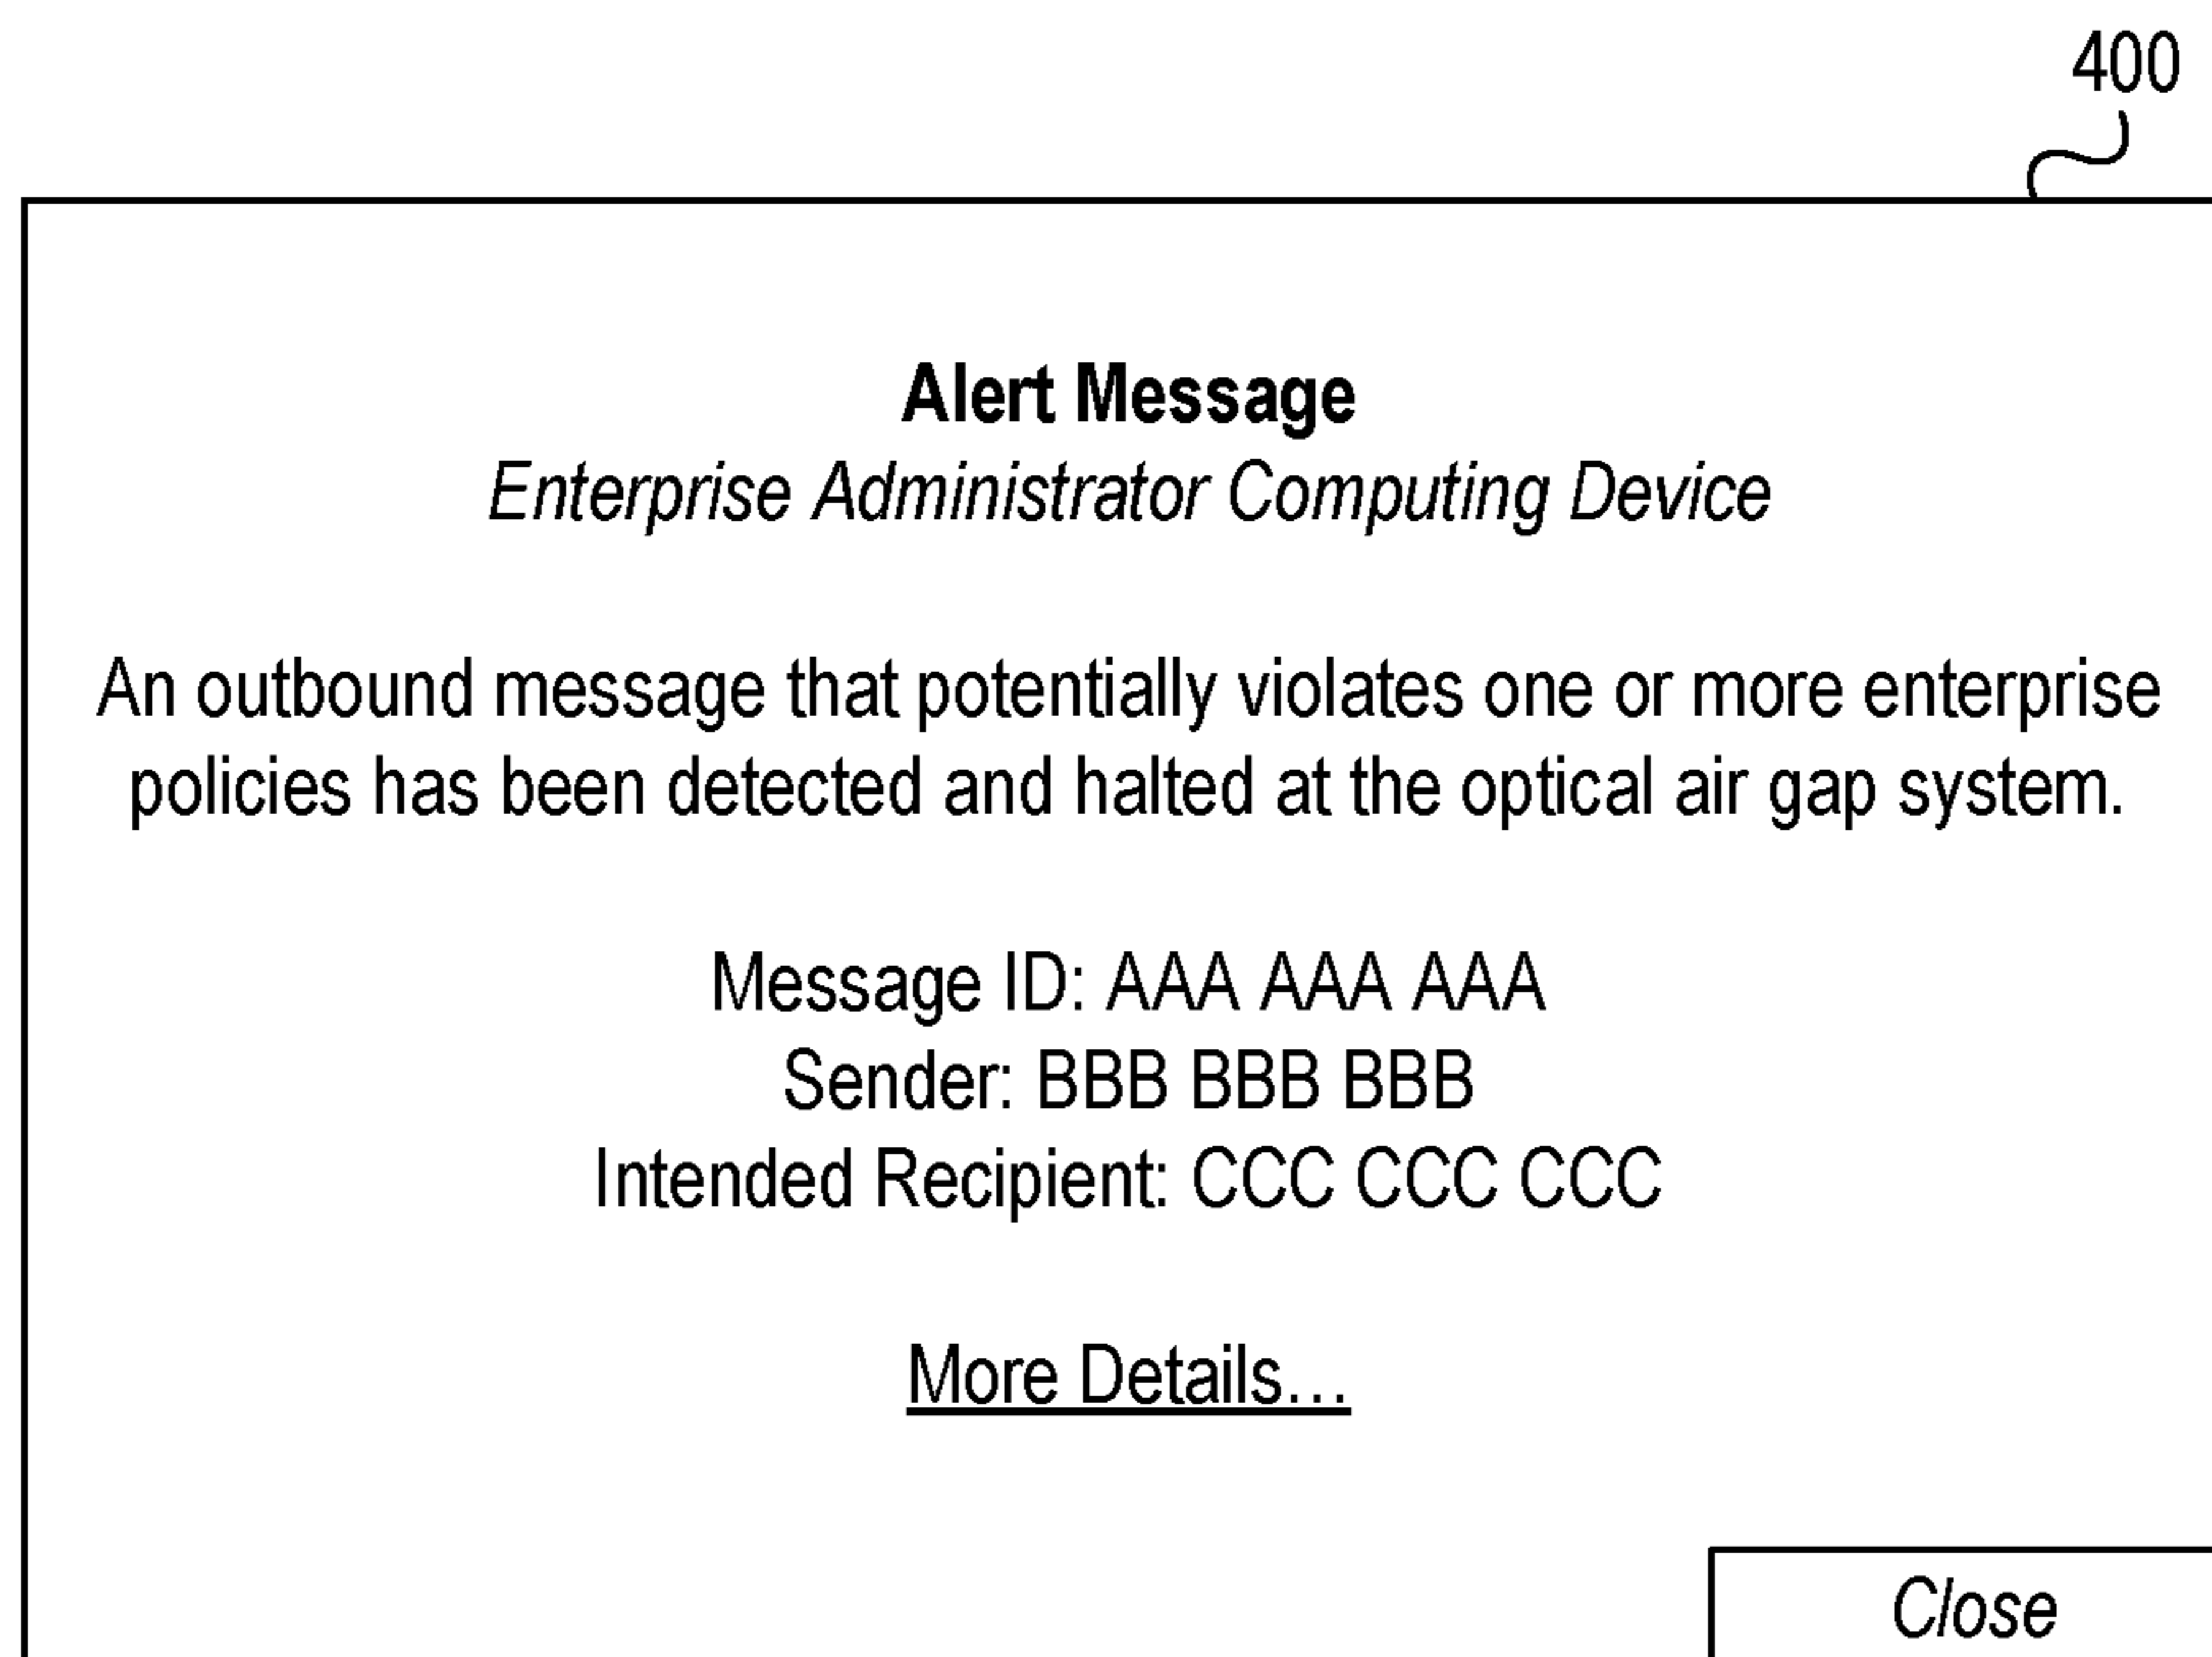 400
Alert Message
Enterprise Administrator Computing Device
An outbound message that potentially violates one or more enterprise
policies has been detected and halted at the optical air gap system.
Message ID: AAA AAA AAA
Sender: BBB BBB BBB
Intended Recipient: CCC CCC CCC
More Details...
Close